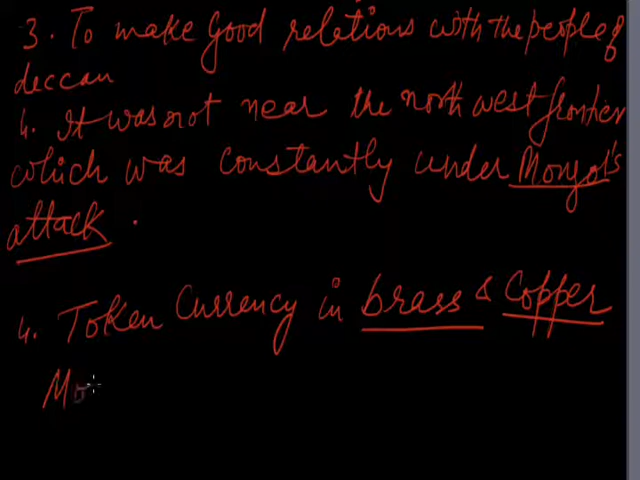 3. To make Good relations with the people of
deccan
4. It was not near the north west frontier
which was constantly under Mongol's
attack.
4. Token Currency in brass & Copper
Mo